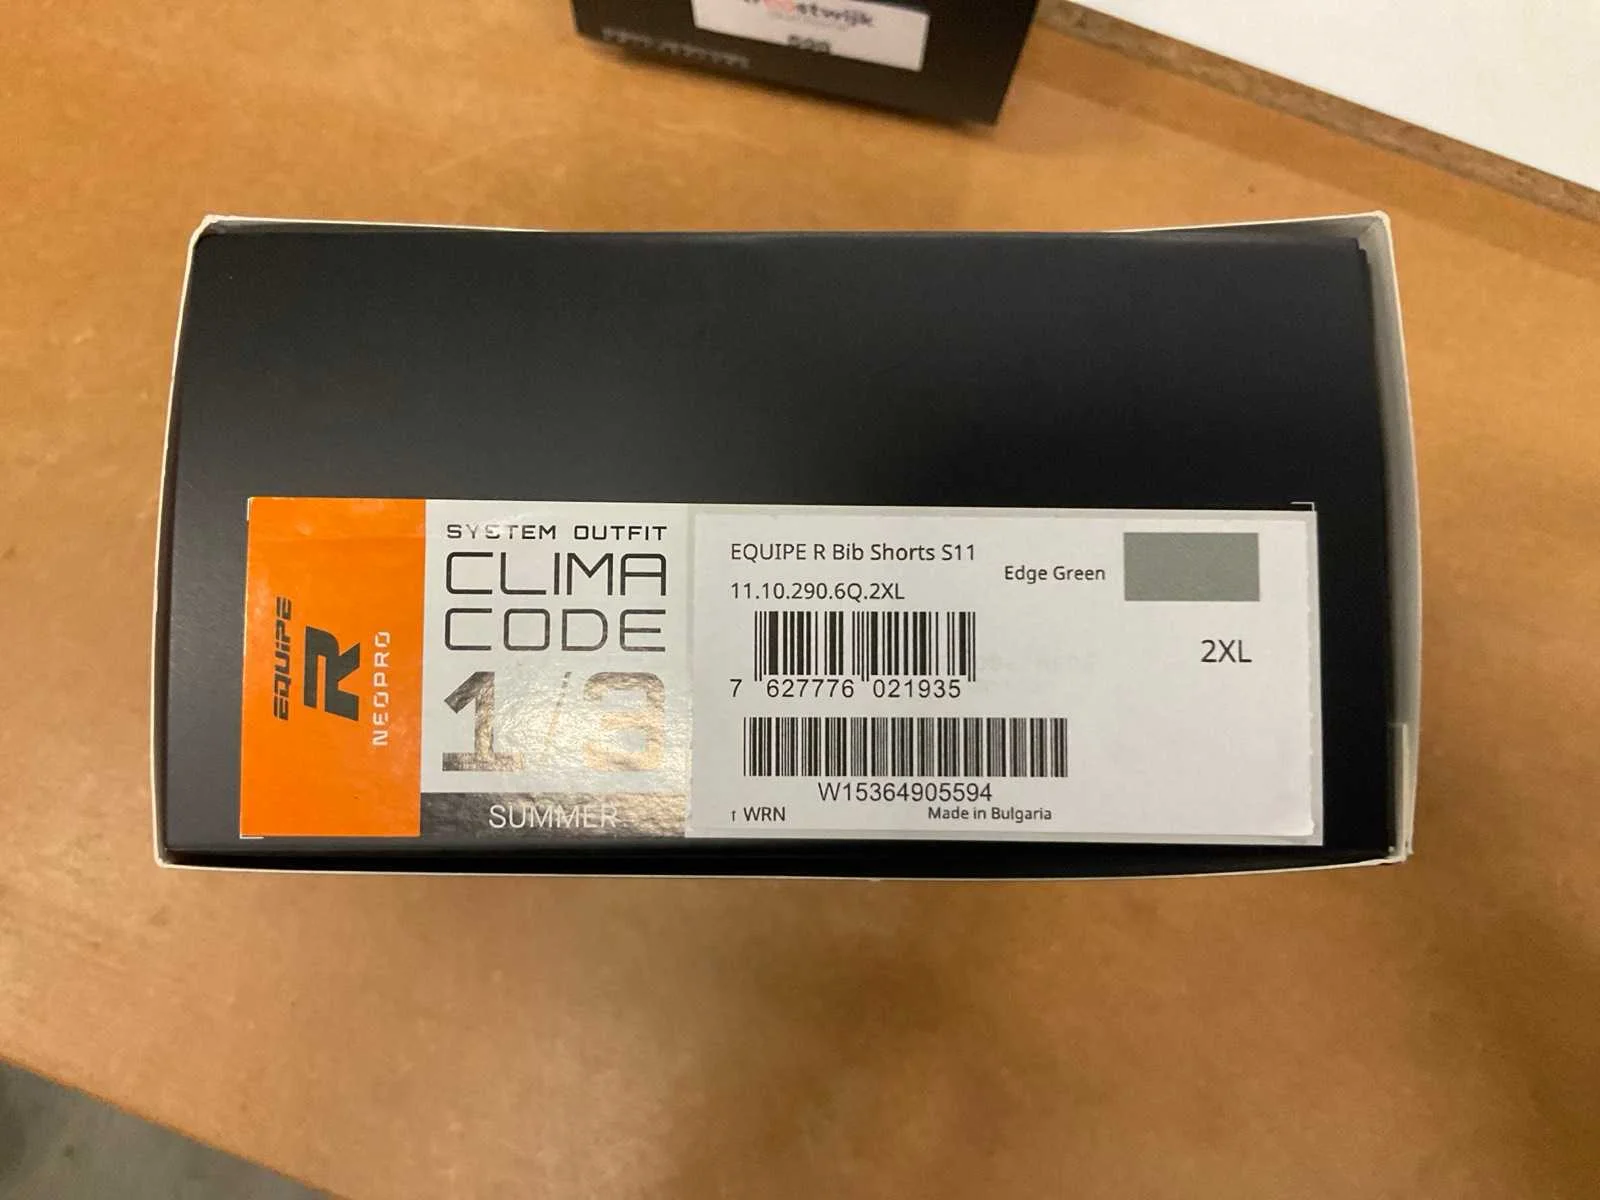 EQUIPE
R
NEOPRO
SYSTEM OUTFIT
CLIMA
CODE
1/3
SUMMER
EQUIPE R Bib Shorts S11
11.10.290.6Q.2XL
Edge Green
2XL
7 627776 021935
W15364905594
WRN
Made in Bulgaria